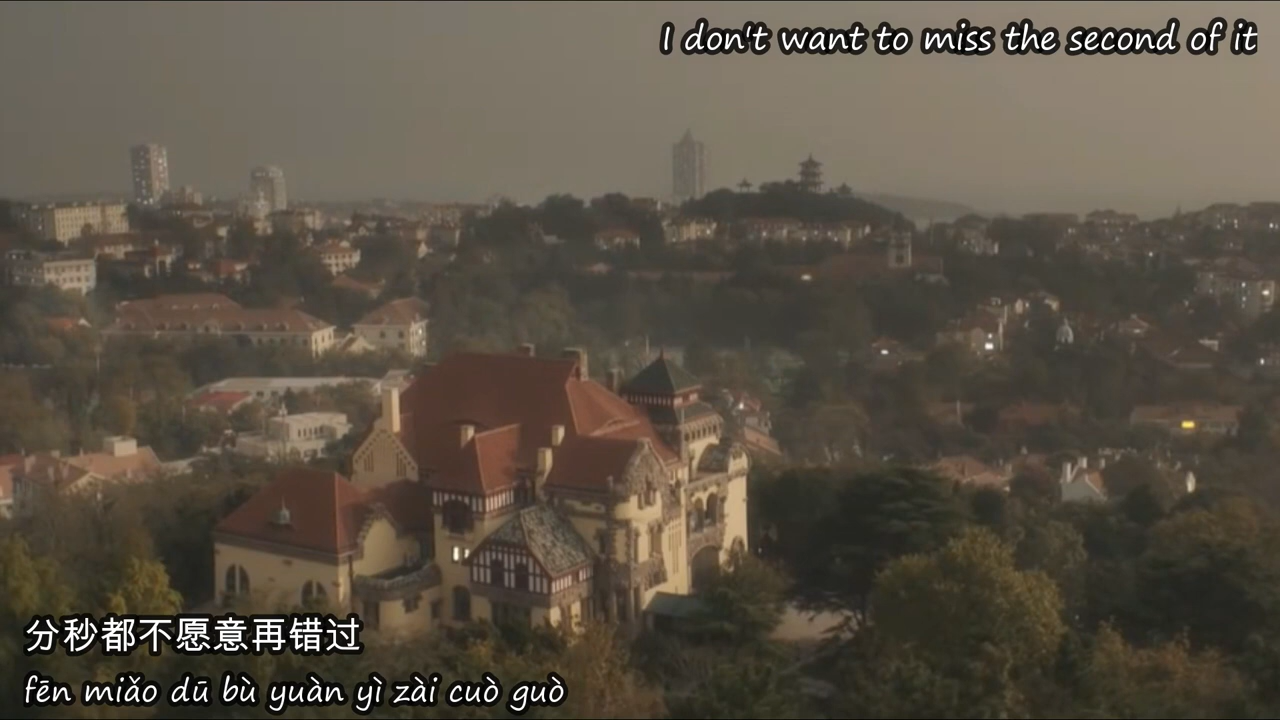 I don't want to miss the second of it
分秒都不愿意再错过
fēn miǎo dū bù yuàn yì zài cuò guò